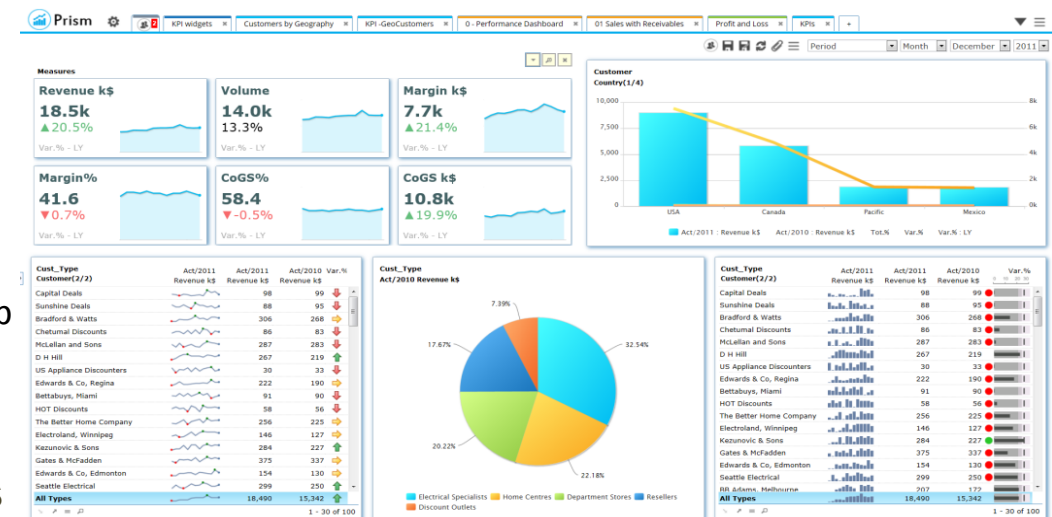 Prism 2 KPI widgets × Customers by Geography × KPI -GeoCustomers × 0 - Performance Dashboard × 01 Sales with Receivables × Profit and Loss × KPIs × +
Period Month December 2011
Measures
Revenue k$
18.5k
▲20.5%
Var.% - LY
Volume
14.0k
13.3%
Var.% - LY
Margin k$
7.7k
▲21.4%
Var.% - LY
Margin%
41.6
▼0.7%
Var.% - LY
CoGS%
58.4
▼-0.5%
Var.% - LY
CoGS k$
10.8k
▲19.9%
Var.% - LY
Customer
Country(1/4)
10,000 8k
7,500 6k
5,000 4k
2,500 2k
0 0k
USA Canada Pacific Mexico
Act/2011 : Revenue k$ Act/2010 : Revenue k$ Tot.% Var.% Var.% : LY
Cust_Type Act/2011 Act/2011 Act/2010 Var.%
Customer(2/2) Revenue k$ Revenue k$ Revenue k$
Capital Deals 98 99
Sunshine Deals 88 95
Bradford & Watts 306 268
Chetumal Discounts 86 83
McLellan and Sons 287 283
D H Hill 267 219
US Appliance Discounters 30 33
Edwards & Co, Regina 222 190
Bettabuys, Miami 91 90
HOT Discounts 58 56
The Better Home Company 256 225
Electroland, Winnipeg 146 127
Kezunovic & Sons 284 227
Gates & McFadden 375 337
Edwards & Co, Edmonton 154 130
Seattle Electrical 299 250
All Types 18,490 15,342
1 - 30 of 100
Cust_Type
Act/2010 Revenue k$
7.39%
17.67% 32.54%
20.22%
22.18%
Electrical Specialists Home Centres Department Stores Resellers
Discount Outlets
Cust_Type Act/2011 Act/2011 Act/2010 Var.%
Customer(2/2) Revenue k$ Revenue k$ Revenue k$
Capital Deals 98 99
Sunshine Deals 88 95
Bradford & Watts 306 268
Chetumal Discounts 86 83
McLellan and Sons 287 283
D H Hill 267 219
US Appliance Discounters 30 33
Edwards & Co, Regina 222 190
Bettabuys, Miami 91 90
HOT Discounts 58 56
The Better Home Company 256 225
Electroland, Winnipeg 146 127
Kezunovic & Sons 284 227
Gates & McFadden 375 337
Edwards & Co, Edmonton 154 130
Seattle Electrical 299 250
BB Adams, Melbourne 207 172
All Types 18,490 15,342
1 - 30 of 100